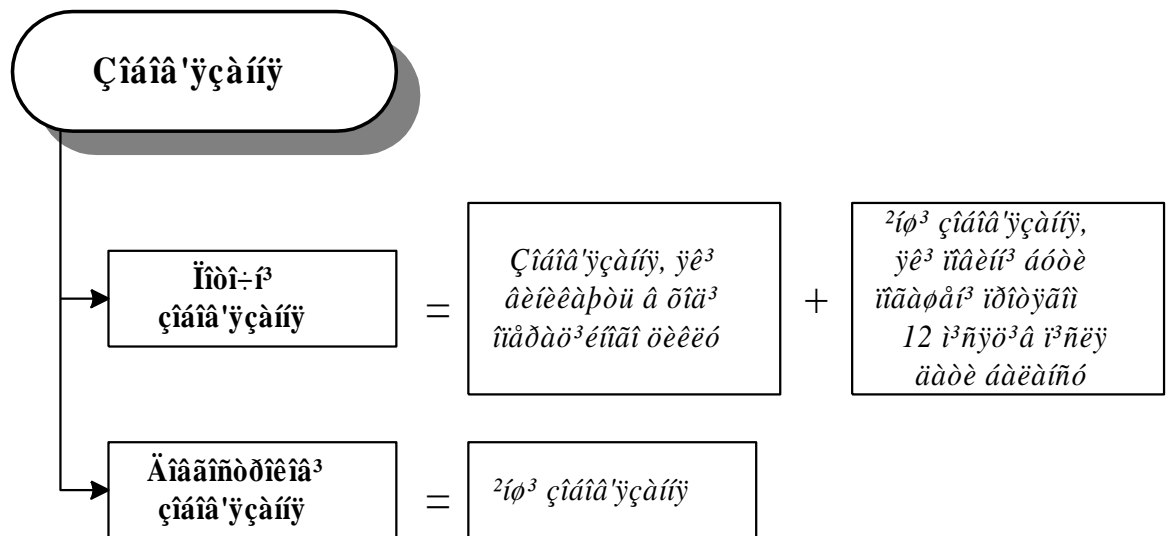 Çîáîâ'ÿçàííÿ
Ïîòî÷í³
çîáîâ'ÿçàííÿ
=
Çîáîâ'ÿçàííÿ, ÿê³
âèíèêàþòü â õîä³
îïåðàö³éíîãî öèêëó
+
²íø³ çîáîâ'ÿçàííÿ,
ÿê³ ïîâèíí³ áóòè
ïîãàøåí³ ïðîòÿãîì
12 ì³ñÿö³â ï³ñëÿ
äàòè áàëàíñó
Äîâãîñòðîêîâ³
çîáîâ'ÿçàííÿ
=
²íø³ çîáîâ'ÿçàííÿ